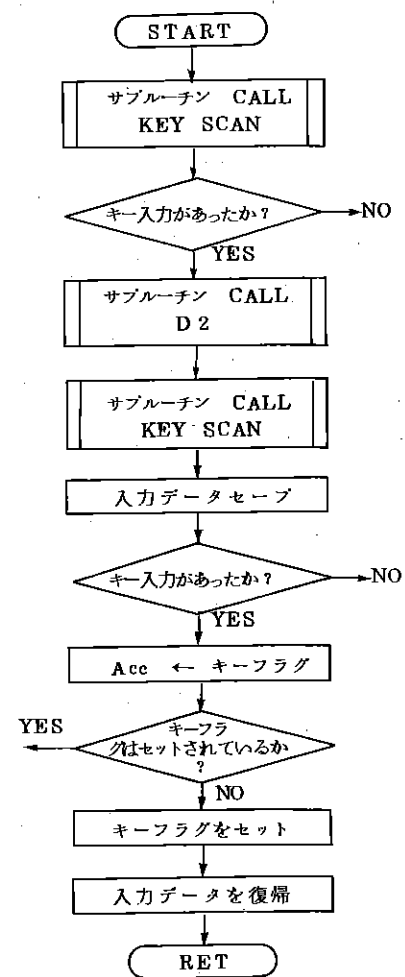 START
サブルーチン CALL
KEY SCAN
キー入力があったか?
NO
YES
サブルーチン CALL
D2
サブルーチン CALL
KEY SCAN
入力データセーブ
キー入力があったか?
NO
YES
Acc ← キーフラグ
YES
キーフラ
グはセットされているか
?
NO
キーフラグをセット
入力データを復帰
RET